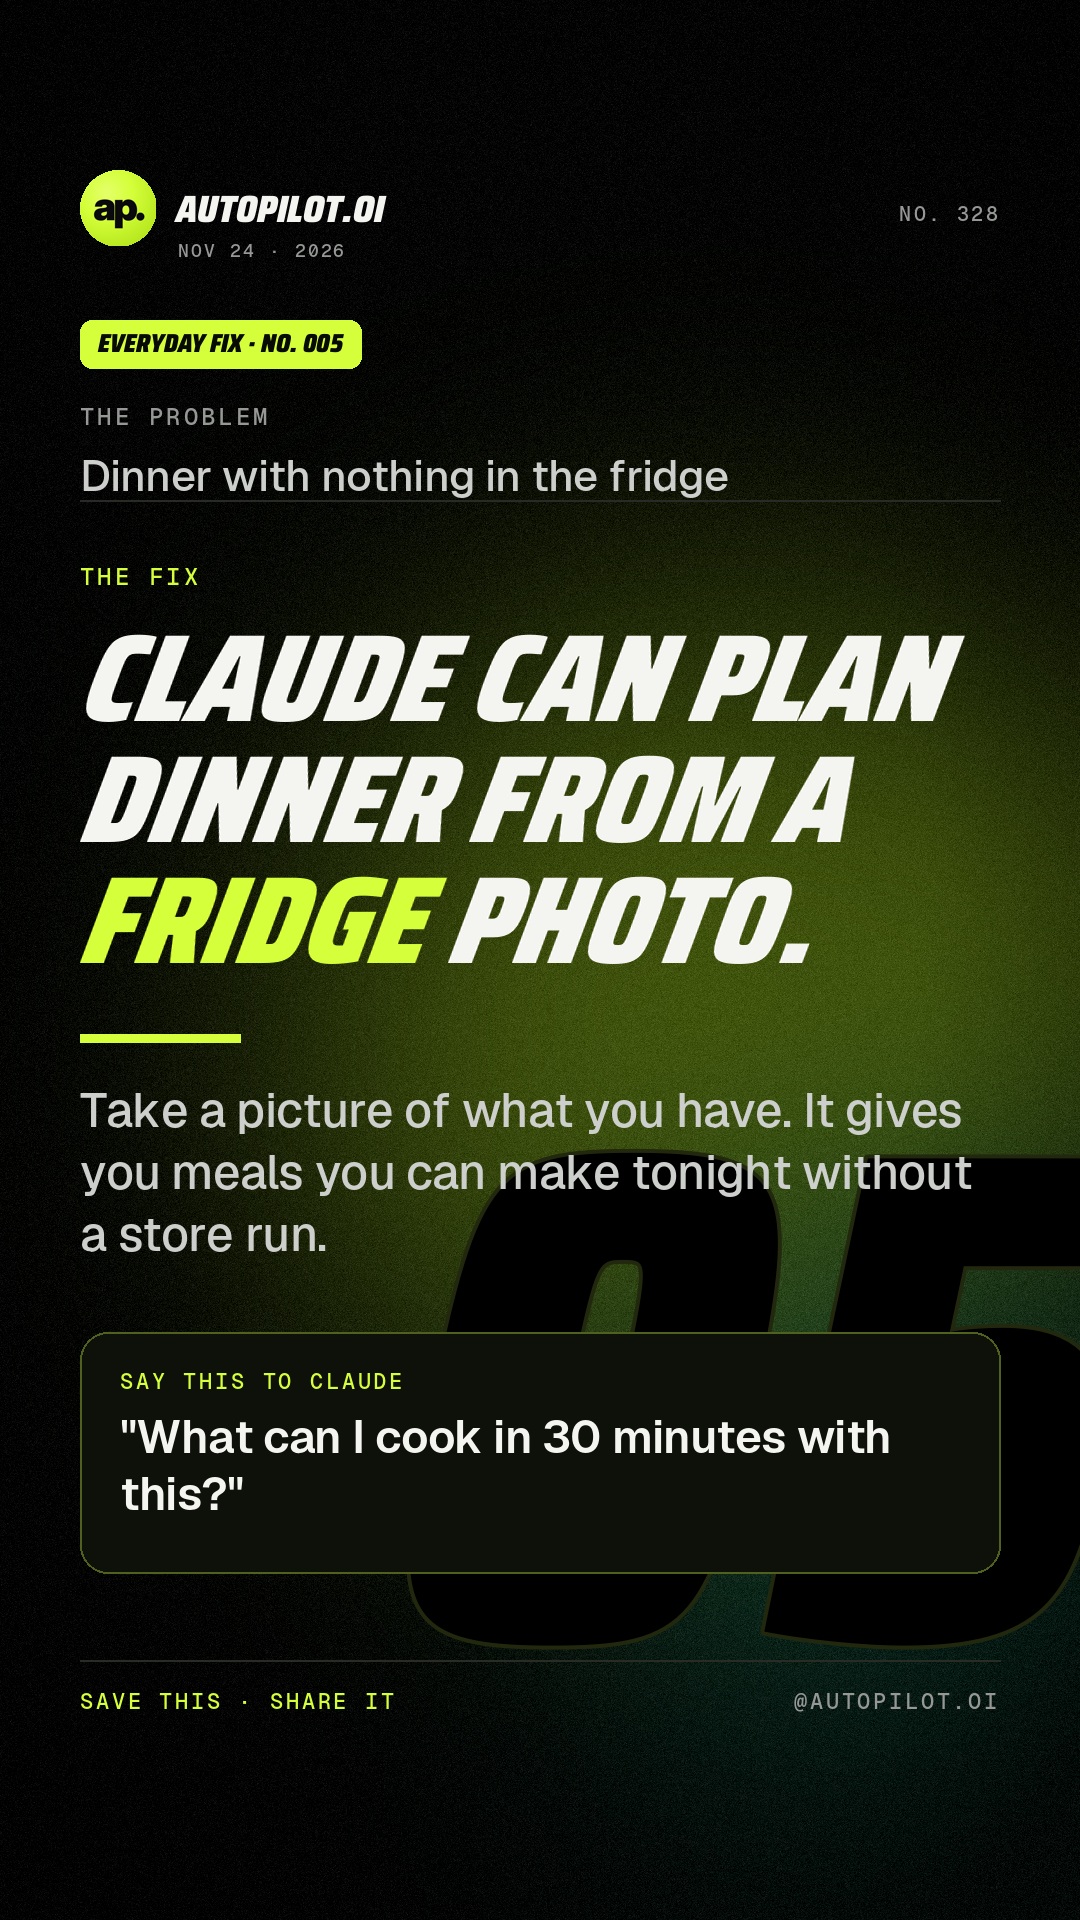 ap.
AUTOPILOT.OI
NOV 24 · 2026
NO. 328
EVERYDAY FIX · NO. 005
THE PROBLEM
Dinner with nothing in the fridge
THE FIX
CLAUDE CAN PLAN
DINNER FROM A
FRIDGE PHOTO.
Take a picture of what you have. It gives
you meals you can make tonight without
a store run.
05
SAY THIS TO CLAUDE
"What can I cook in 30 minutes with
this?"
SAVE THIS · SHARE IT
@AUTOPILOT.OI